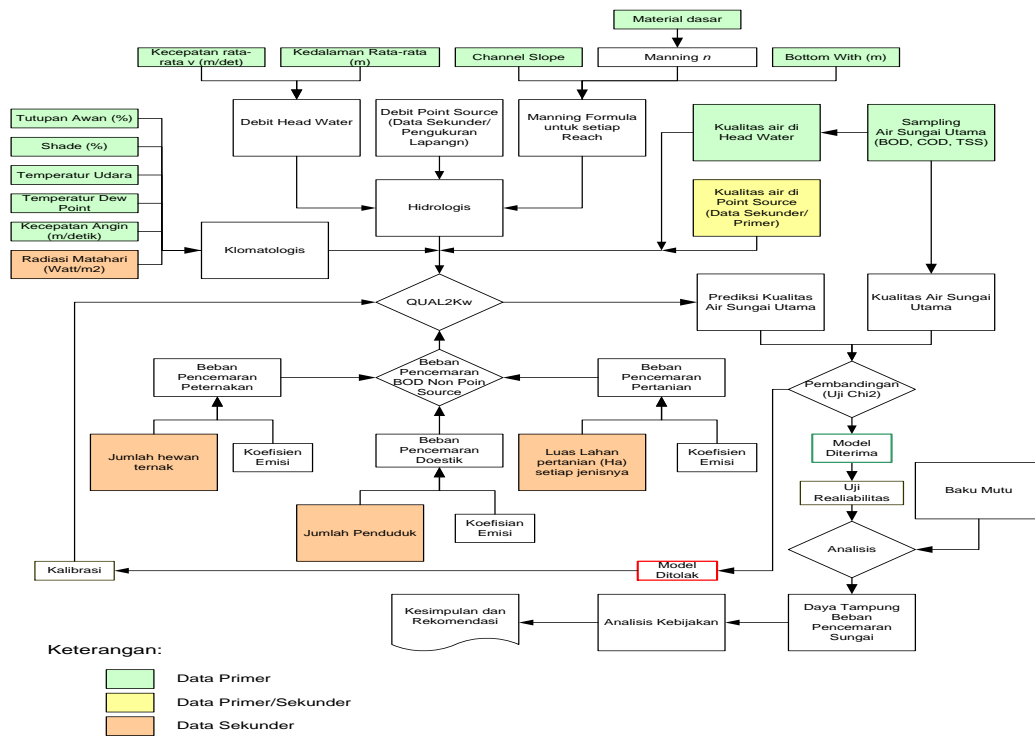 Material dasar
Kecepatan rata-
rata v (m/det)
Kedalaman Rata-rata
(m)
Channel Slope
Manning n
Bottom With (m)
Tutupan Awan (%)
Shade (%)
Temperatur Udara
Temperatur Dew
Point
Kecepatan Angin
(m/detik)
Radiasi Matahari
(Watt/m2)
Debit Head Water
Debit Point Source
(Data Sekunder/
Pengukuran
Lapangn)
Manning Formula
untuk setiap
Reach
Kualitas air di
Head Water
Sampling
Air Sungai Utama
(BOD, COD, TSS)
Hidrologis
Kualitas air di
Point Source
(Data Sekunder/
Primer)
Klomatologis
QUAL2Kw
Prediksi Kualitas
Air Sungai Utama
Kualitas Air Sungai
Utama
Beban
Pencemaran
Peternakan
Beban
Pencemaran
BOD Non Poin
Source
Beban
Pencemaran
Pertanian
Pembandingan
(Uji Chi2)
Jumlah hewan
ternak
Koefisien
Emisi
Beban
Pencemaran
Doestik
Luas Lahan
pertanian (Ha)
setiap jenisnya
Koefisien
Emisi
Model
Diterima
Uji
Realiabilitas
Baku Mutu
Jumlah Penduduk
Koefisian
Emisi
Analisis
Kalibrasi
Model
Ditolak
Kesimpulan dan
Rekomendasi
Analisis Kebijakan
Daya Tampung
Beban
Pencemaran
Sungai
Keterangan:
Data Primer
Data Primer/Sekunder
Data Sekunder